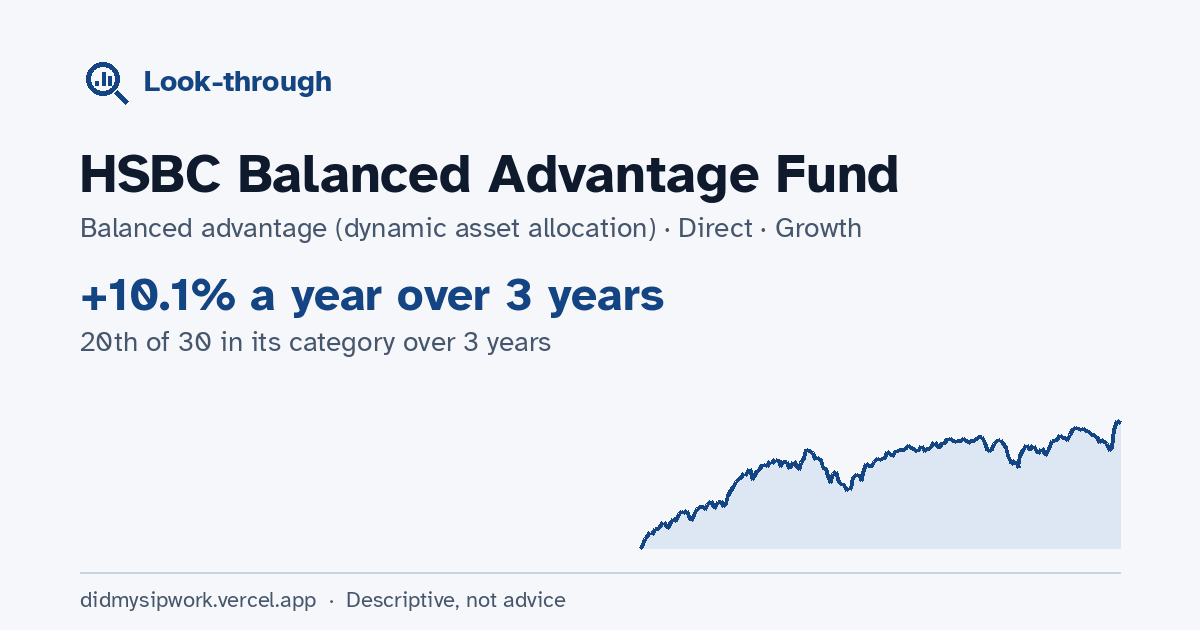 Look-through
HSBC Balanced Advantage Fund
Balanced advantage (dynamic asset allocation) · Direct · Growth
+10.1% a year over 3 years
20th of 30 in its category over 3 years
didmysipwork.vercel.app · Descriptive, not advice